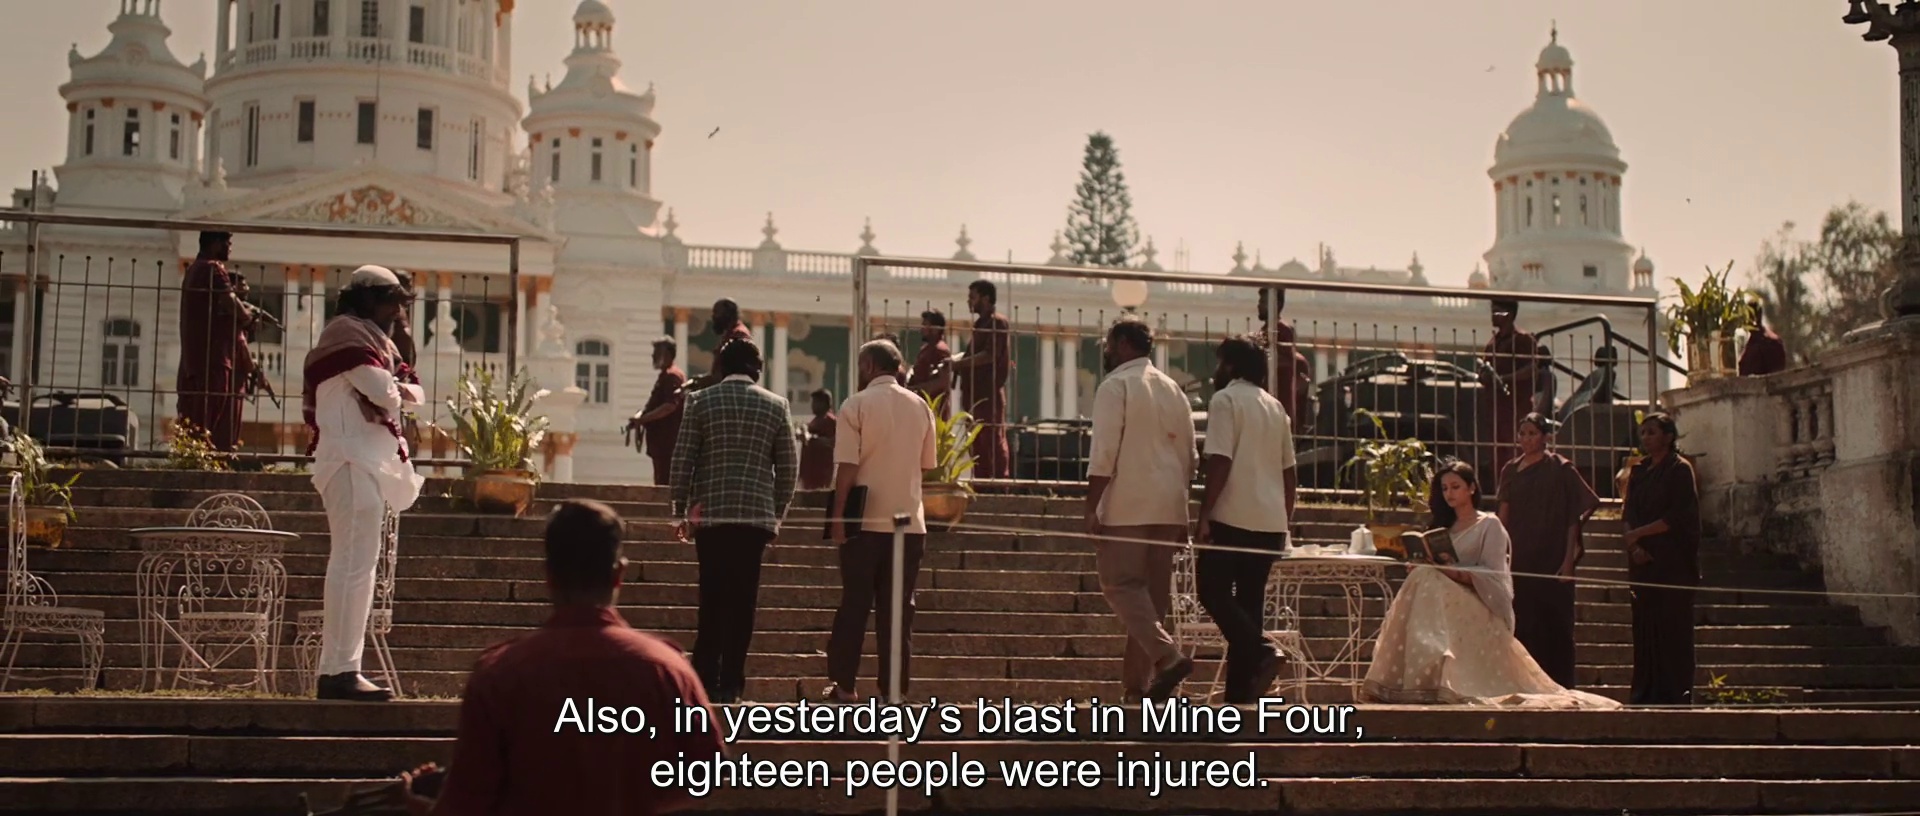 Also, in yesterday’s blast in Mine Four,
eighteen people were injured.